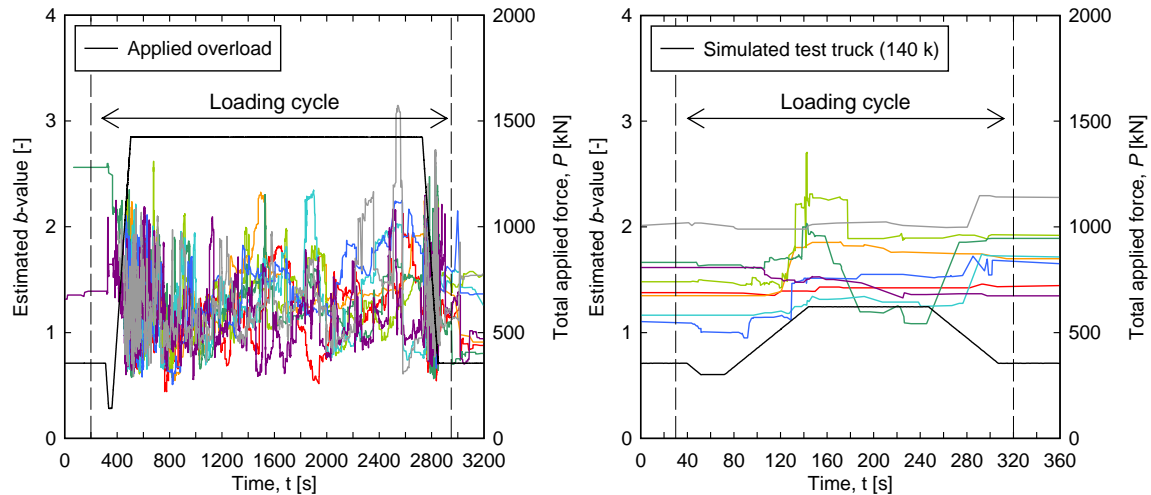 4
3
2
1
0
Estimated b-value [-]
Applied overload
Loading cycle
2000
1500
1000
500
0
Total applied force, P [kN]
0 400 800 1200 1600 2000 2400 2800 3200
Time, t [s]
4
3
2
1
0
Estimated b-value [-]
Simulated test truck (140 k)
Loading cycle
2000
1500
1000
500
0
Total applied force, P [kN]
0 40 80 120 160 200 240 280 320 360
Time, t [s]